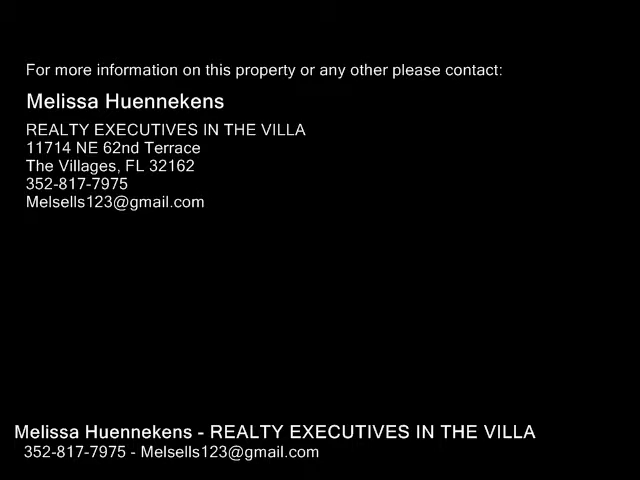 For more information on this property or any other please contact:
Melissa Huennekens
REALTY EXECUTIVES IN THE VILLA
11714 NE 62nd Terrace
The Villages, FL 32162
352-817-7975
Melsells123@gmail.com
Melissa Huennekens - REALTY EXECUTIVES IN THE VILLA
352-817-7975 - Melsells123@gmail.com